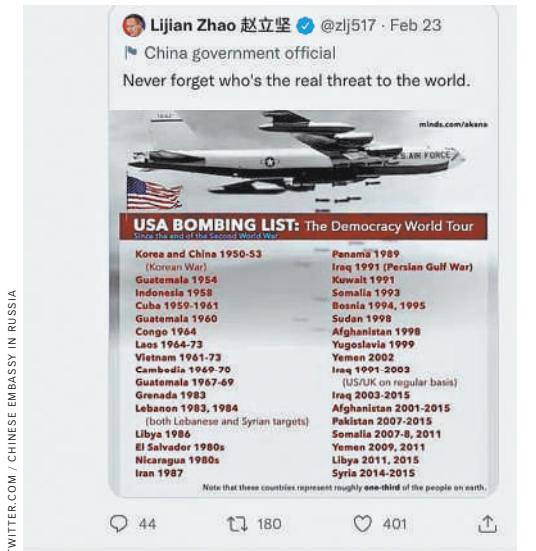 Lijian Zhao 赵立坚 @zlj517 · Feb 23
China government official
Never forget who's the real threat to the world.
minds.com/akana
U.S. AIR FORCE
USA BOMBING LIST: The Democracy World Tour
Since the end of the Second World War
Korea and China 1950-53
(Korean War)
Guatemala 1954
Indonesia 1958
Cuba 1959-1961
Guatemala 1960
Congo 1964
Laos 1964-73
Vietnam 1961-73
Cambodia 1969-70
Guatemala 1967-69
Grenada 1983
Lebanon 1983, 1984
(both Lebanese and Syrian targets)
Libya 1986
El Salvador 1980s
Nicaragua 1980s
Iran 1987
Panama 1989
Iraq 1991 (Persian Gulf War)
Kuwait 1991
Somalia 1993
Bosnia 1994, 1995
Sudan 1998
Afghanistan 1998
Yugoslavia 1999
Yemen 2002
Iraq 1991-2003
(US/UK on regular basis)
Iraq 2003-2015
Afghanistan 2001-2015
Pakistan 2007-2015
Somalia 2007-8, 2011
Yemen 2009, 2011
Libya 2011, 2015
Syria 2014-2015
Note that these countries represent roughly one-third of the people on earth.
44 180 401
TWITTER.COM / CHINESE EMBASSY IN RUSSIA